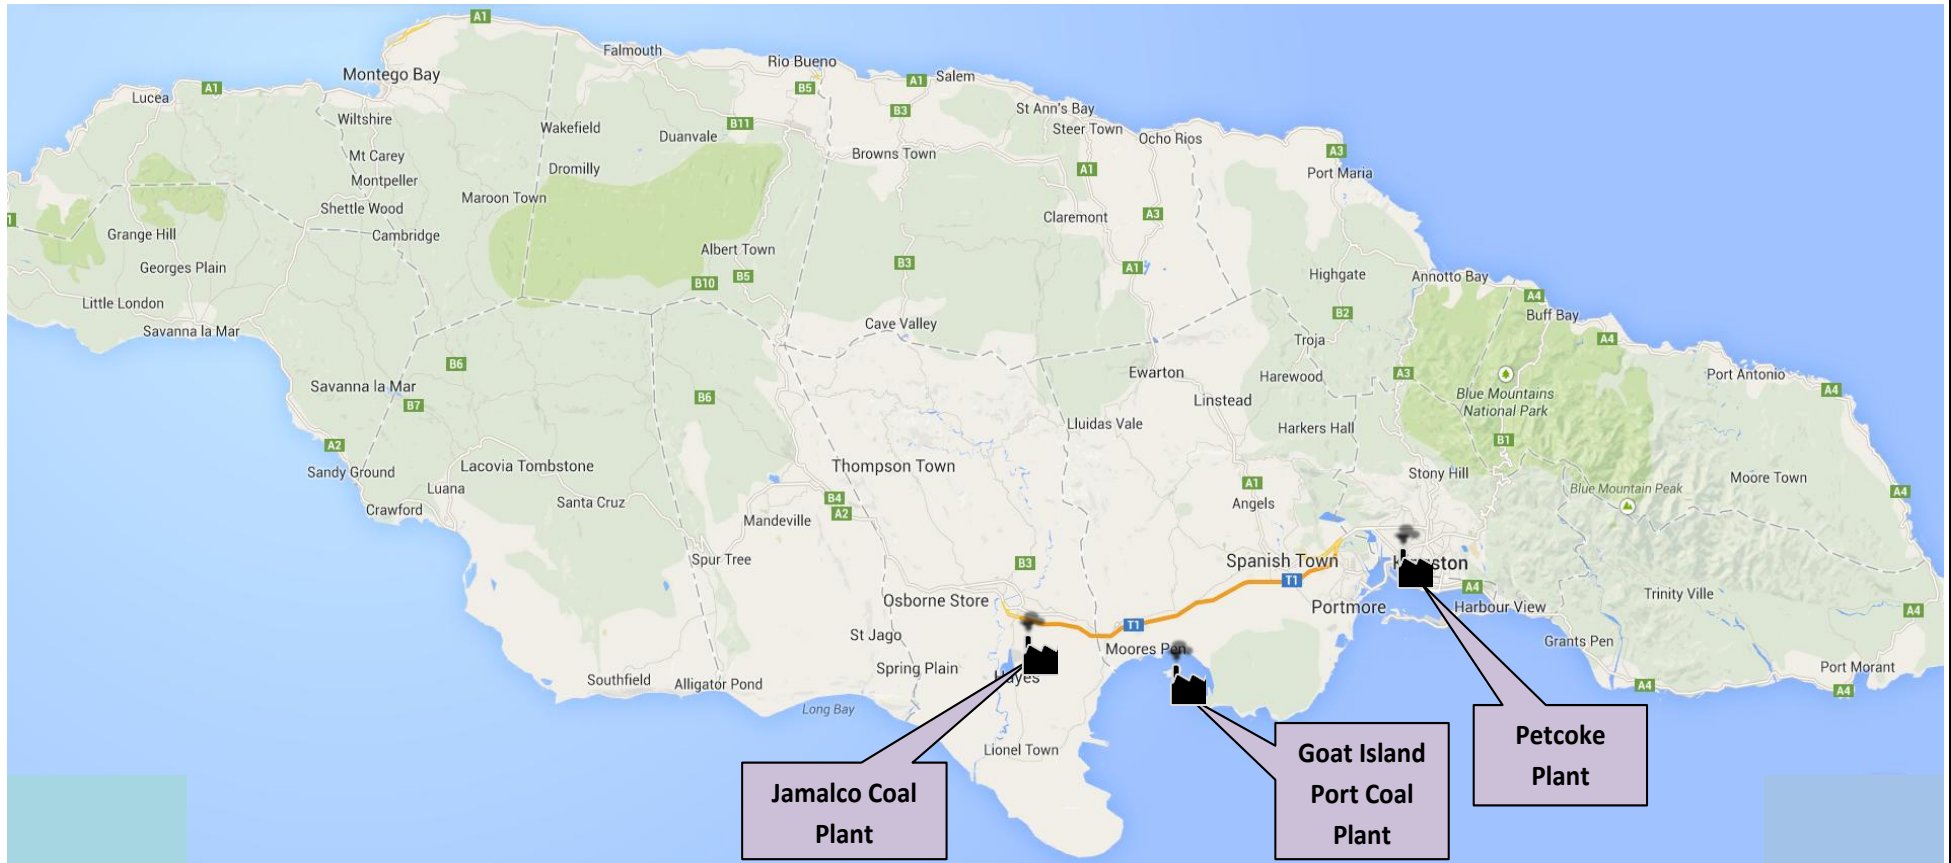 A1
Falmouth
Rio Bueno
Montego Bay
A1
Salem
A1
B5
Lucea
B3
St Ann's Bay
Wiltshire
B11
Steer Town
Wakefield
Duanvale
Ocho Rios
A3
Mt Carey
Browns Town
Dromilly
A1
Port Maria
Montpeller
Maroon Town
Shettle Wood
A3
Claremont
1
Grange Hill
Cambridge
Albert Town
Georges Plain
B3
A1
Highgate
Annotto Bay
B5
B10
Little London
A4
B2
Buff Bay
Savanna la Mar
Cave Valley
Troja
A4
B6
Ewarton
A3
Harewood
Port Antonio
Savanna la Mar
B6
Linstead
Blue Mountains
National Park
A4
B7
Lluidas Vale
Harkers Hall
A2
B1
Sandy Ground
Lacovia Tombstone
Thompson Town
Stony Hill
Moore Town
Luana
A1
Blue Mountain Peak
A4
Crawford
Santa Cruz
B4
A2
Angels
Mandeville
Spur Tree
B3
Spanish Town
T1
A4
Osborne Store
Portmore
Harbour View
Trinity Ville
A4
St Jago
T1
Grants Pen
Moores Pen
Spring Plain
Hayes
Port Morant
Southfield
Alligator Pond
A4
A4
Long Bay
Lionel Town
Petcoke
Plant
Goat Island
Port Coal
Plant
Jamalco Coal
Plant